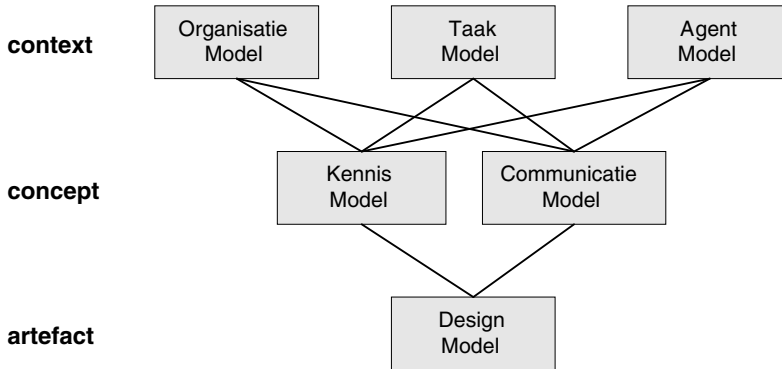 context
Organisatie
Model
Taak
Model
Agent
Model
concept
Kennis
Model
Communicatie
Model
artefact
Design
Model